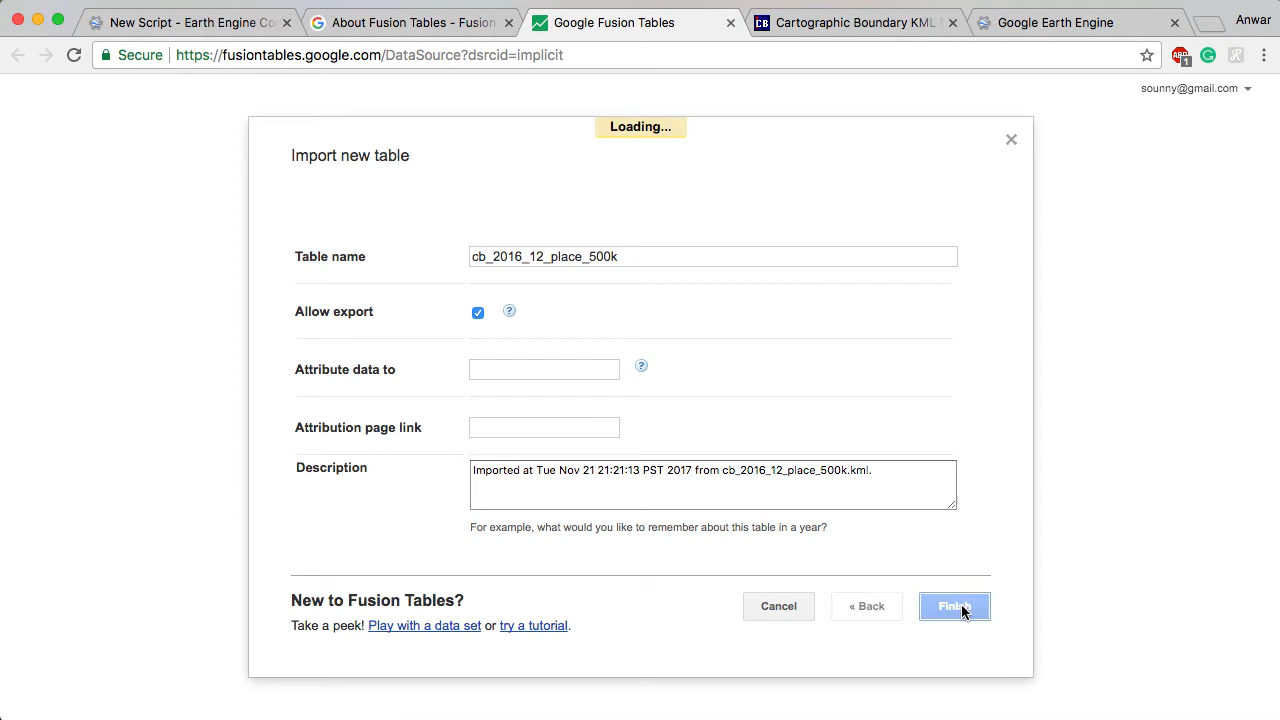 New Script - Earth Engine Co
About Fusion Tables - Fusion
Google Fusion Tables
CB
Cartographic Boundary KML F
Google Earth Engine
Anwar
Secure
https://fusiontables.google.com/DataSource?dsrcid=implicit
ABP
1
sounny@gmail.com
Loading...
Import new table
Table name
cb_2016_12_place_500k
Allow export
?
Attribute data to
?
Attribution page link
Description
Imported at Tue Nov 21 21:21:13 PST 2017 from cb_2016_12_place_500k.kml.
For example, what would you like to remember about this table in a year?
New to Fusion Tables?
Take a peek! Play with a data set or try a tutorial.
Cancel
« Back
Finish